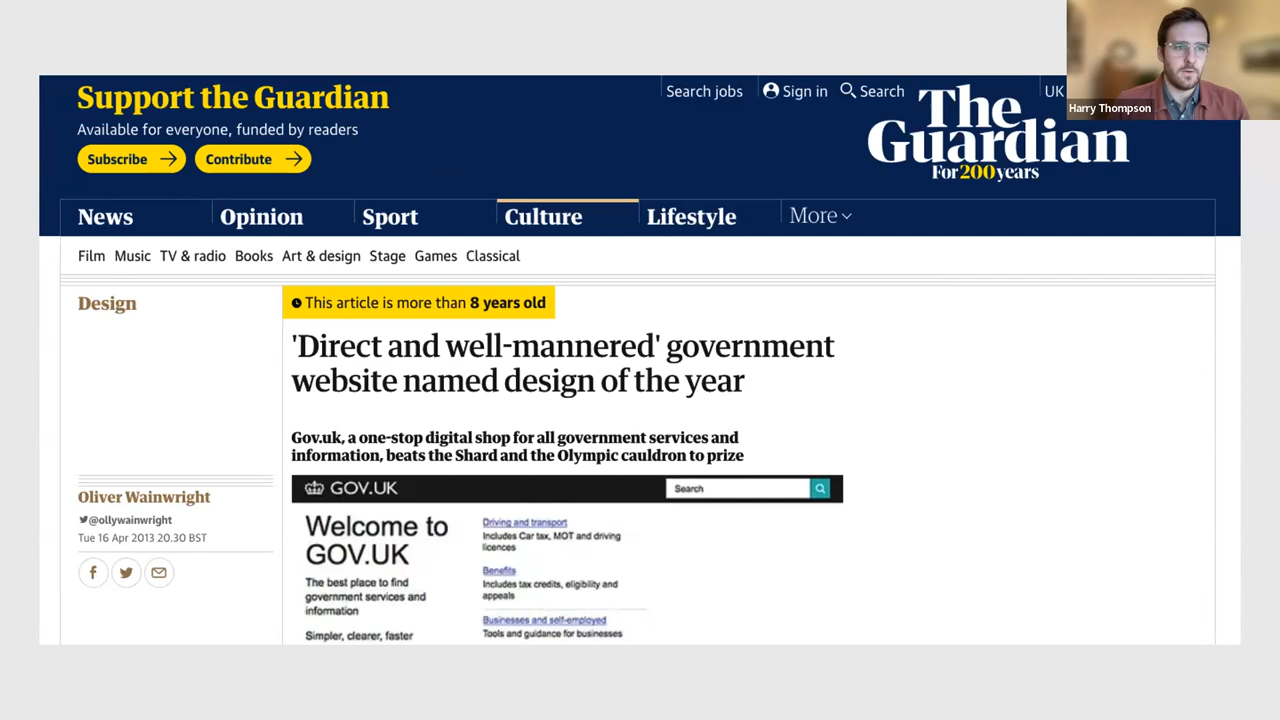 Support the Guardian
Available for everyone, funded by readers
Subscribe
Contribute
Search jobs
Sign in
Search
UK
The
Guardian
For 200 years
Harry Thompson
News Opinion Sport Culture Lifestyle More
Film Music TV & radio Books Art & design Stage Games Classical
Design
This article is more than 8 years old
'Direct and well-mannered' government
website named design of the year
Gov.uk, a one-stop digital shop for all government services and
information, beats the Shard and the Olympic cauldron to prize
Oliver Wainwright
@ollywainwright
Tue 16 Apr 2013 20.30 BST
GOV.UK
Search
Welcome to
GOV.UK
The best place to find
government services and
information
Simpler, clearer, faster
Driving and transport
Includes Car tax, MOT and driving
licences
Benefits
Includes tax credits, eligibility and
appeals
Businesses and self-employed
Tools and guidance for businesses